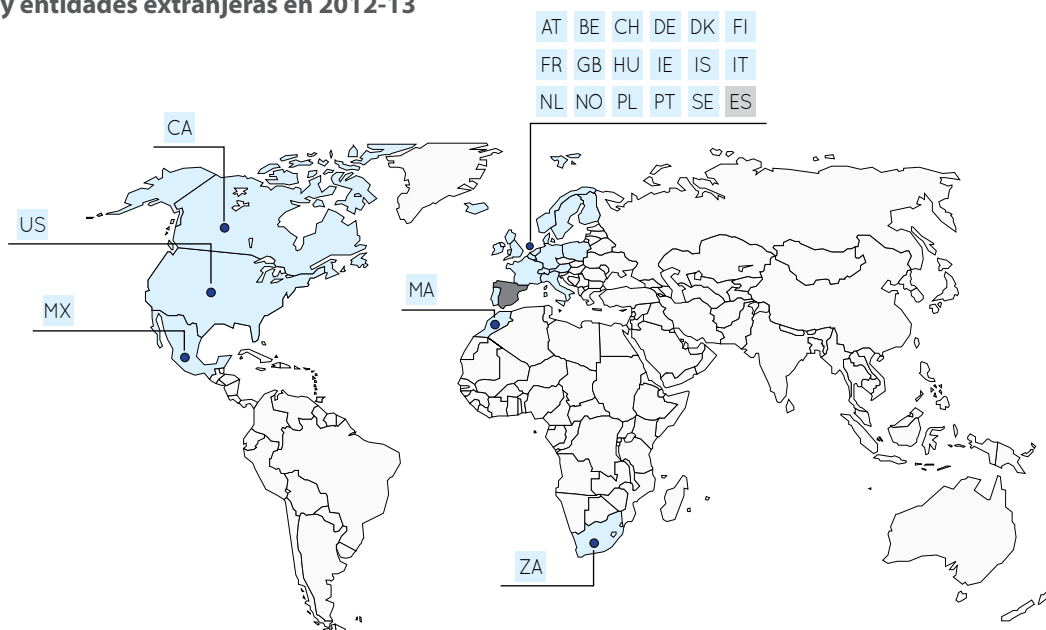 y entidades extranjeras en 2012-13
AT BE CH DE DK FI
FR GB HU IE IS IT
NL NO PL PT SE ES
CA
US
MX
MA
ZA